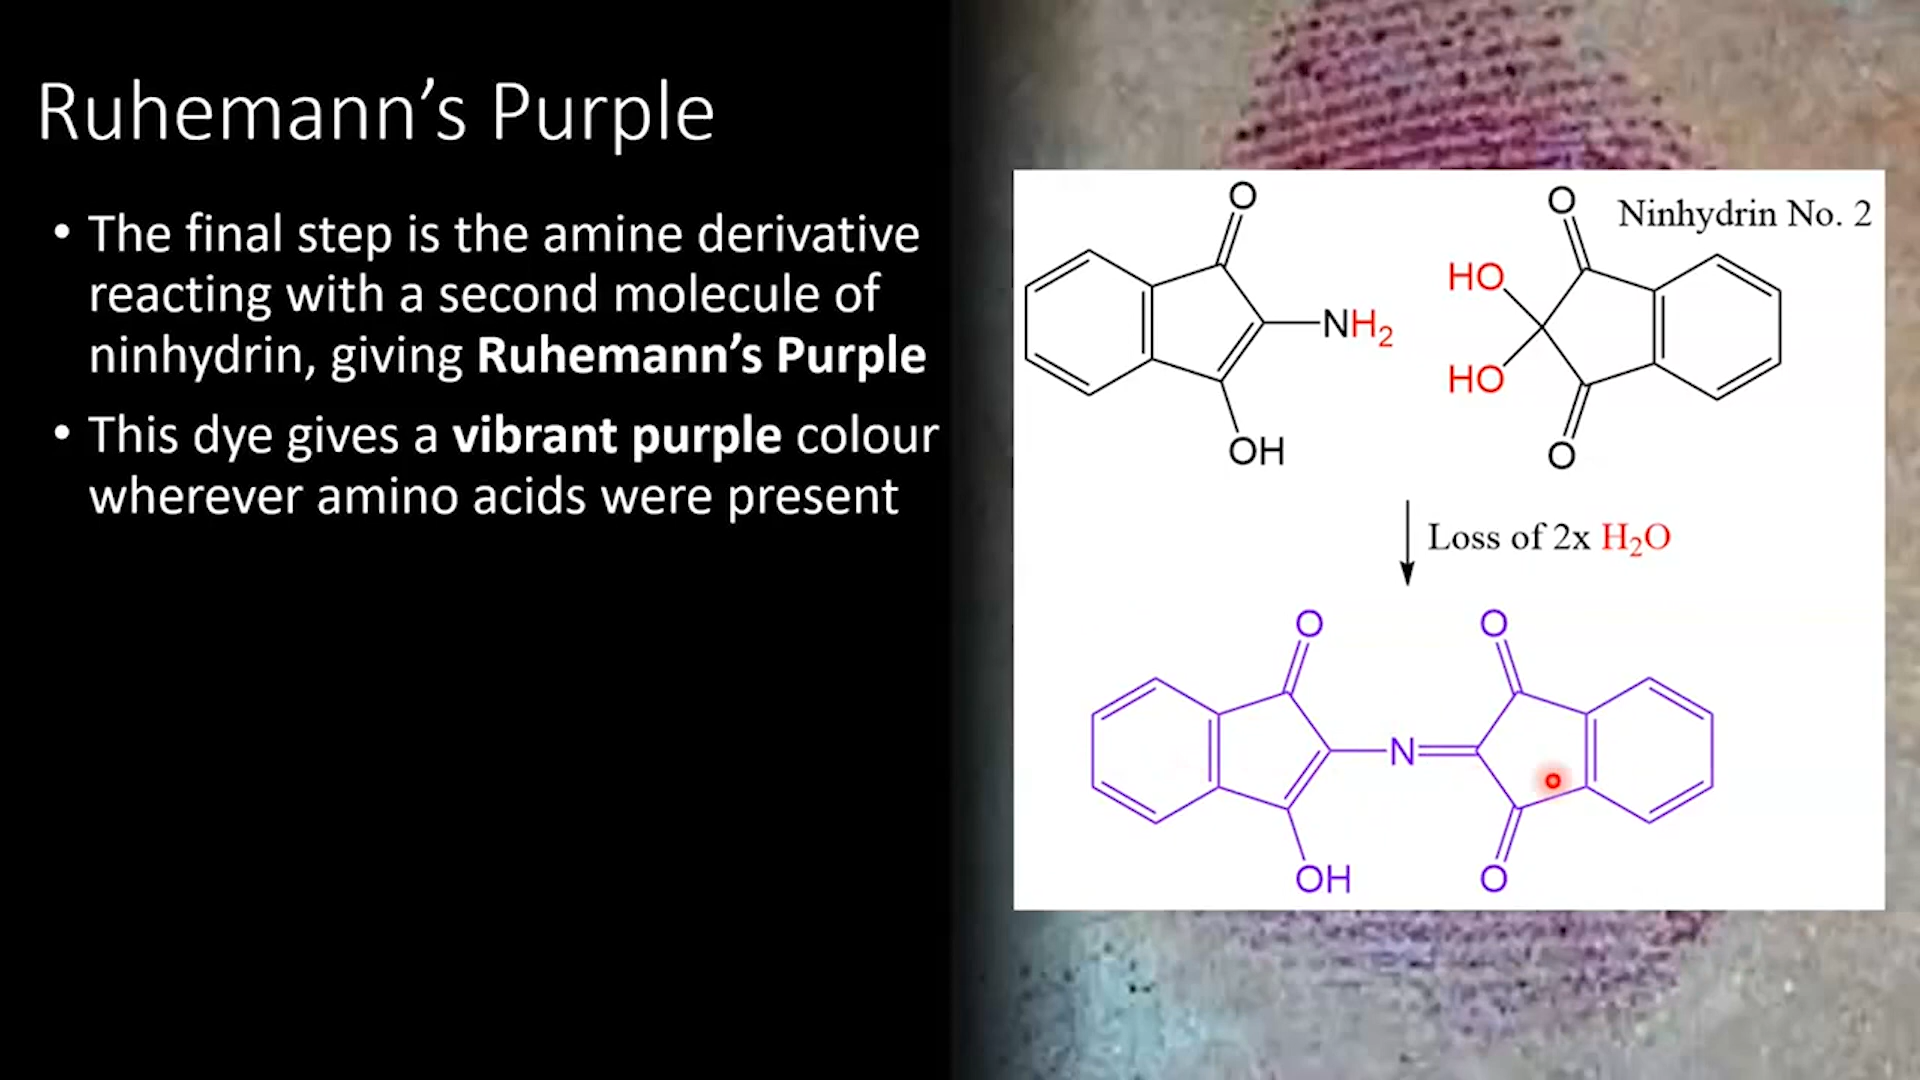 Ruhemann’s Purple
• The final step is the amine derivative
reacting with a second molecule of
ninhydrin, giving Ruhemann’s Purple
• This dye gives a vibrant purple colour
wherever amino acids were present
O
NH₂
OH
Ninhydrin No. 2
O
HO
HO
O
Loss of 2x H₂O
O
O
N
OH
O